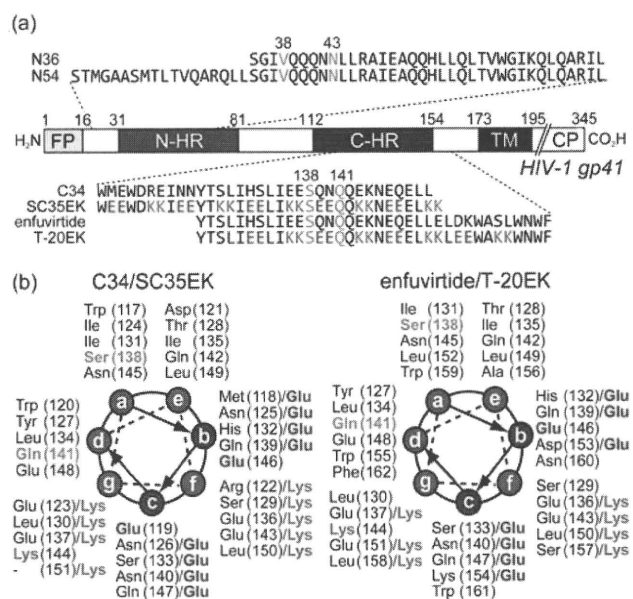 (a)
38 43
N36 SGIVQQQNNLLRAIEAQQHLLQLTVWGIKQLQARIL
N54 STMGAASMTLTVQARQLLSGIVQQQNNLLRAIEAQQHLLQLTVWGIKQLQARIL
1 16 31 81 112 154 173 195 345
H₂N FP N-HR C-HR TM CP CO₂H
HIV-1 gp41
138 141
C34 WMEWDREINNYTSLIHSLIEESQNQQEKNEQELL
SC35EK WEEWDKKIEEYTKKIEELIKKSEEQQKKNEEELKK
enfuvirtide YTSLIHSLIEESQNQQEKNEQELLELDKWASLWNWF
T-20EK YTSLIEELIKKSEEQQKKNEEELKKLEEWAKKWNWF
(b) C34/SC35EK enfuvirtide/T-20EK
Trp (117) Asp (121)
Ile (124) Thr (128)
Ile (131) Ile (135)
Ser (138) Gln (142)
Asn (145) Leu (149)
Ile (131) Thr (128)
Ser (138) Ile (135)
Asn (145) Gln (142)
Leu (152) Leu (149)
Trp (159) Ala (156)
Trp (120)
Tyr (127)
Leu (134)
Gln (141)
Glu (148)
a e
d b
g f
c
Met (118)/Glu
Asn (125)/Glu
His (132)/Glu
Gln (139)/Glu
Glu (146)
Tyr (127)
Leu (134)
Gln (141)
Glu (148)
Trp (155)
Phe (162)
a e
d b
g f
c
His (132)/Glu
Gln (139)/Glu
Glu (146)
Asp (153)/Glu
Asn (160)
Glu (123)/Lys
Leu (130)/Lys
Glu (137)/Lys
Lys (144)
- (151)/Lys
Glu (119)
Asn (126)/Glu
Ser (133)/Glu
Asn (140)/Glu
Gln (147)/Glu
Arg (122)/Lys
Ser (129)/Lys
Glu (136)/Lys
Glu (143)/Lys
Leu (150)/Lys
Leu (130)
Glu (137)/Lys
Lys (144)
Glu (151)/Lys
Leu (158)/Lys
Ser (133)/Glu
Asn (140)/Glu
Gln (147)/Glu
Lys (154)/Glu
Trp (161)
Ser (129)
Glu (136)/Lys
Glu (143)/Lys
Leu (150)/Lys
Ser (157)/Lys